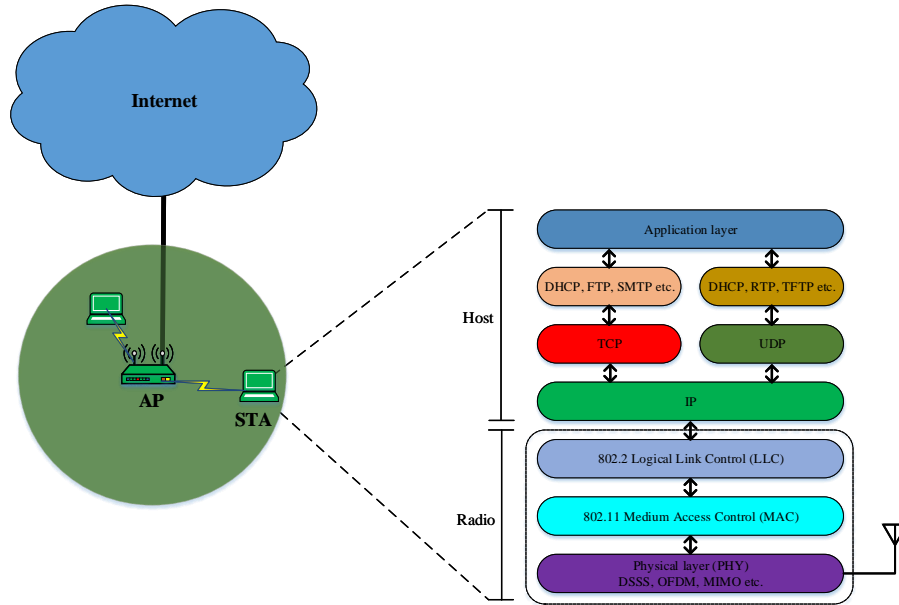 Internet
AP
STA
Host
Radio
Application layer
DHCP, FTP, SMTP etc.
DHCP, RTP, TFTP etc.
TCP
UDP
IP
802.2 Logical Link Control (LLC)
802.11 Medium Access Control (MAC)
Physical layer (PHY)
DSSS, OFDM, MIMO etc.